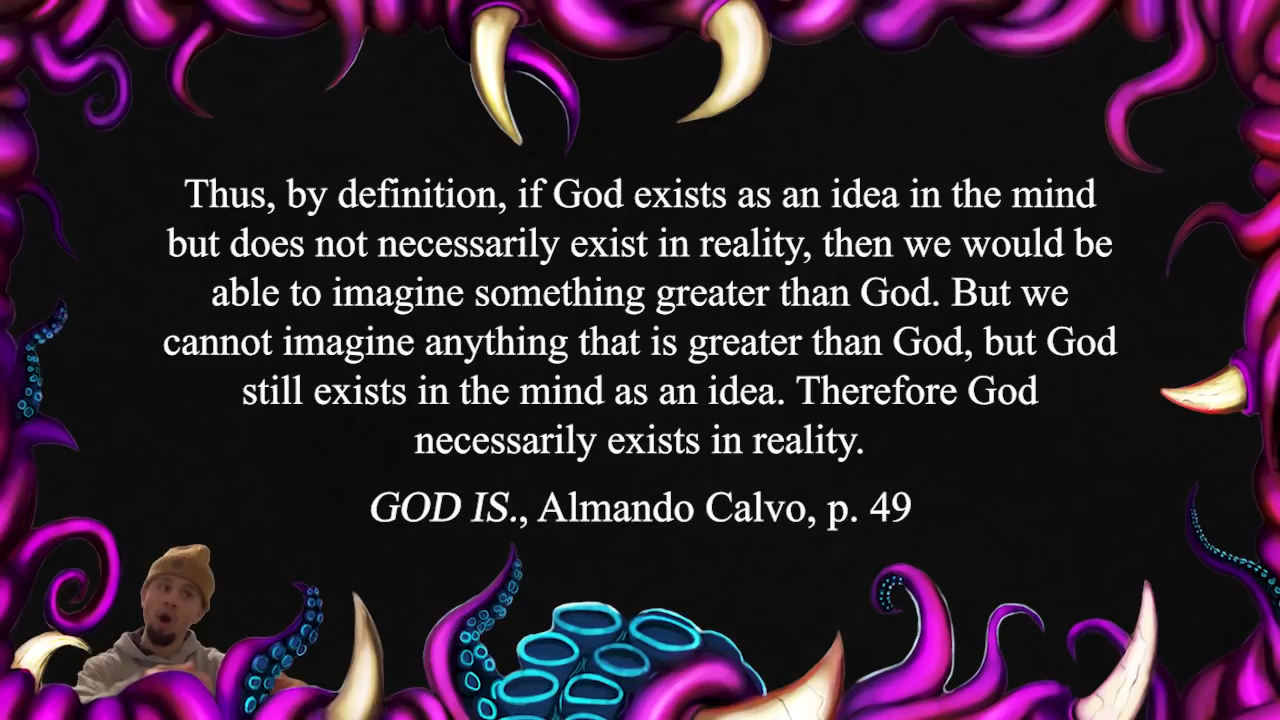 Thus, by definition, if God exists as an idea in the mind
but does not necessarily exist in reality, then we would be
able to imagine something greater than God. But we
cannot imagine anything that is greater than God, but God
still exists in the mind as an idea. Therefore God
necessarily exists in reality.
GOD IS., Almando Calvo, p. 49